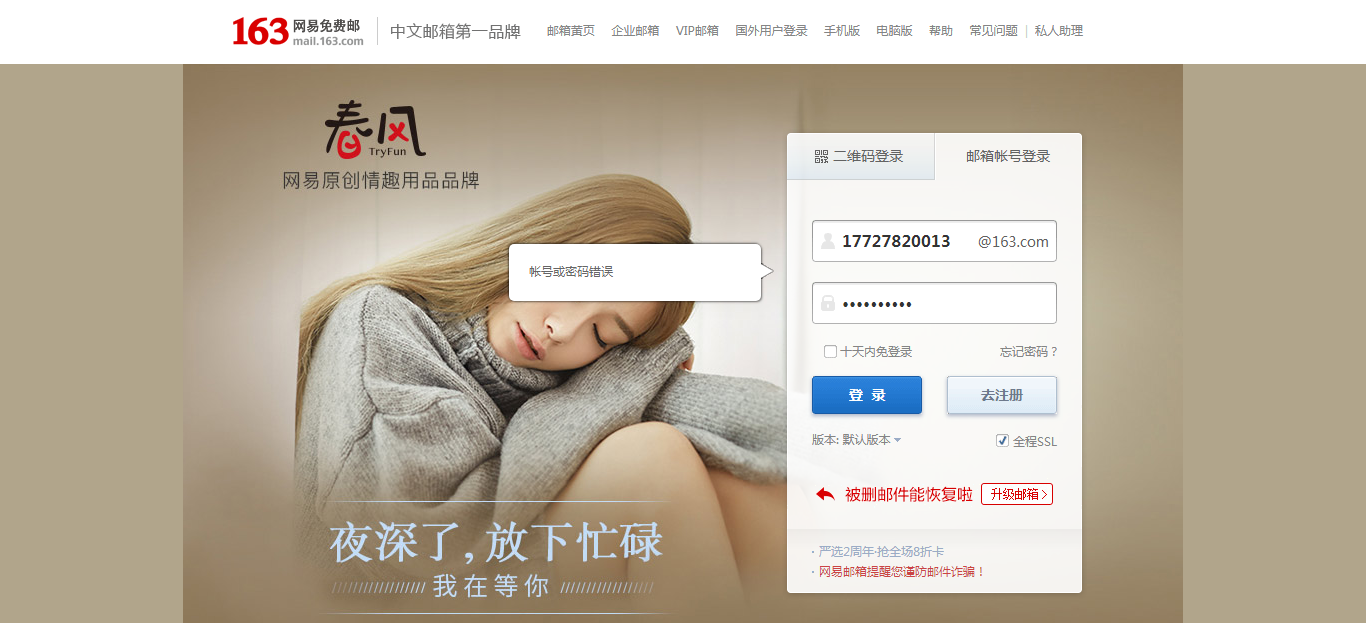 163 网易免费邮
mail.163.com
中文邮箱第一品牌
邮箱黄页 企业邮箱 VIP邮箱 国外用户登录 手机版 电脑版 帮助 常见问题 | 私人助理
春风
TryFun
网易原创情趣用品品牌
二维码登录 邮箱帐号登录
17727820013 @163.com
帐号或密码错误
••••••••••
十天内免登录 忘记密码?
登 录 去注册
版本: 默认版本 全程SSL
被删邮件能恢复啦 升级邮箱>
夜深了,放下忙碌
我在等你
· 严选2周年·抢全场8折卡
· 网易邮箱提醒您谨防邮件诈骗!